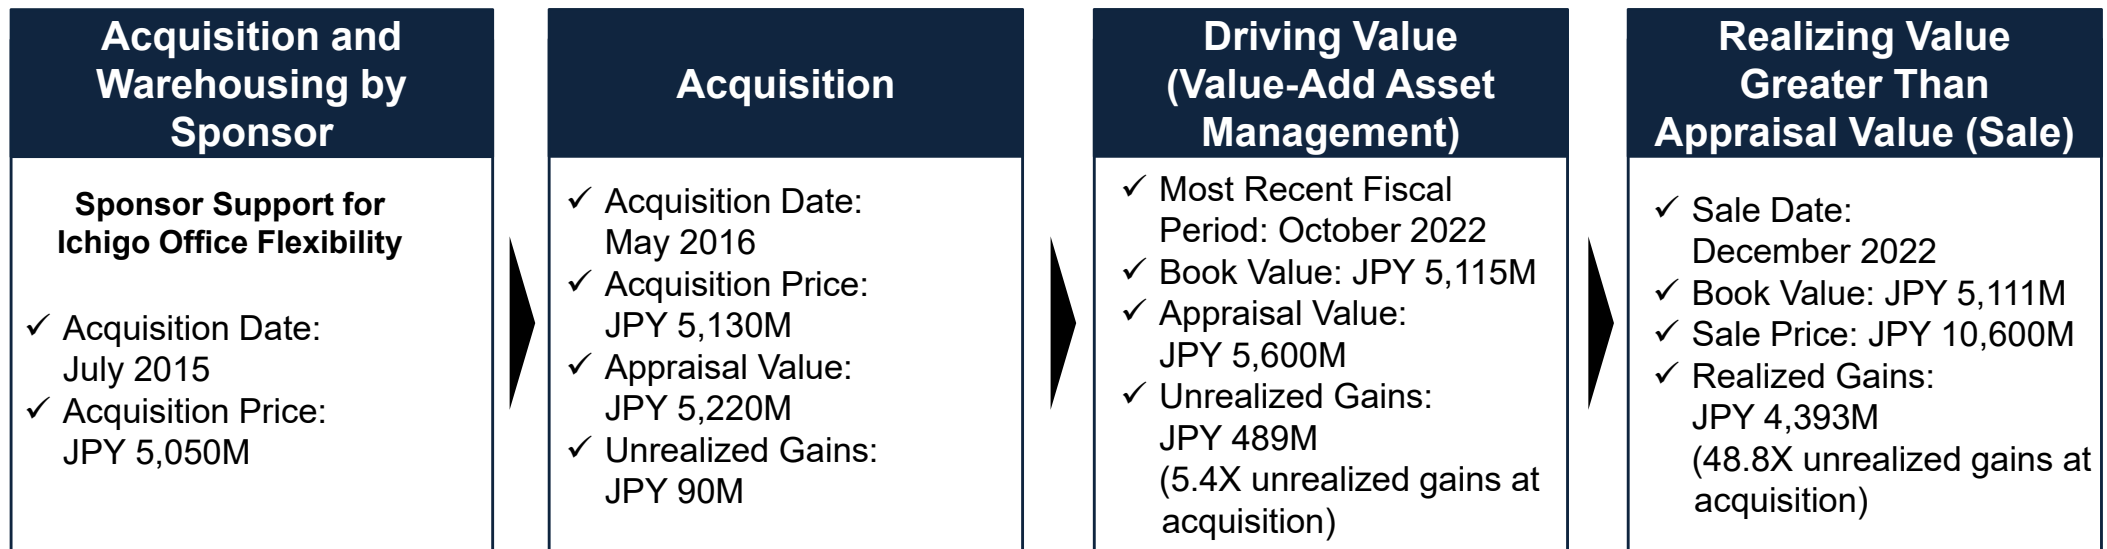 Acquisition and
Warehousing by
Sponsor
Sponsor Support for
Ichigo Office Flexibility
✓ Acquisition Date:
July 2015
✓ Acquisition Price:
JPY 5,050M
Acquisition
✓ Acquisition Date:
May 2016
✓ Acquisition Price:
JPY 5,130M
✓ Appraisal Value:
JPY 5,220M
✓ Unrealized Gains:
JPY 90M
Driving Value
(Value-Add Asset
Management)
✓ Most Recent Fiscal
Period: October 2022
✓ Book Value: JPY 5,115M
✓ Appraisal Value:
JPY 5,600M
✓ Unrealized Gains:
JPY 489M
(5.4X unrealized gains at
acquisition)
Realizing Value
Greater Than
Appraisal Value (Sale)
✓ Sale Date:
December 2022
✓ Book Value: JPY 5,111M
✓ Sale Price: JPY 10,600M
✓ Realized Gains:
JPY 4,393M
(48.8X unrealized gains at
acquisition)